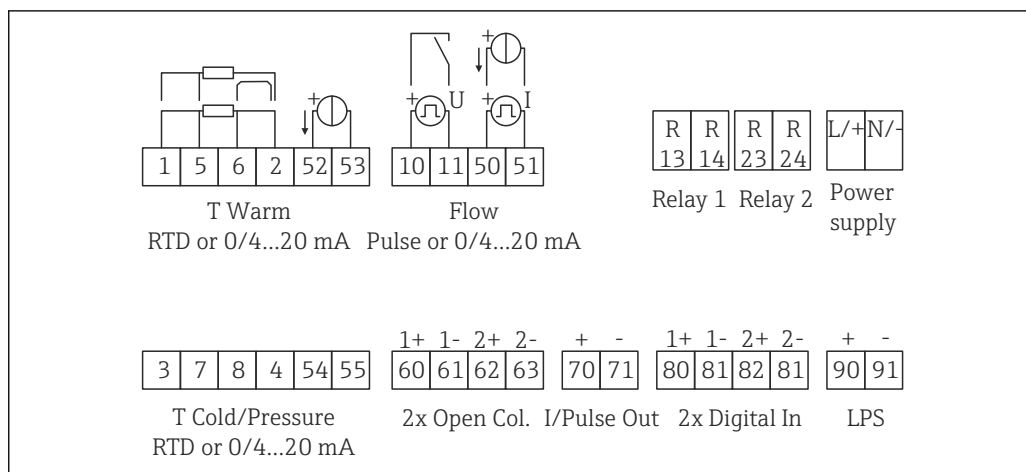 + U + I
+ + +
R R R R L/+ N/-
1 5 6 2 52 53 10 11 50 51 13 14 23 24
T Warm Flow Relay 1 Relay 2 Power
RTD or 0/4...20 mA Pulse or 0/4...20 mA supply
1+ 1- 2+ 2- + - 1+ 1- 2+ 2- + -
3 7 8 4 54 55 60 61 62 63 70 71 80 81 82 81 90 91
T Cold/Pressure 2x Open Col. I/Pulse Out 2x Digital In LPS
RTD or 0/4...20 mA